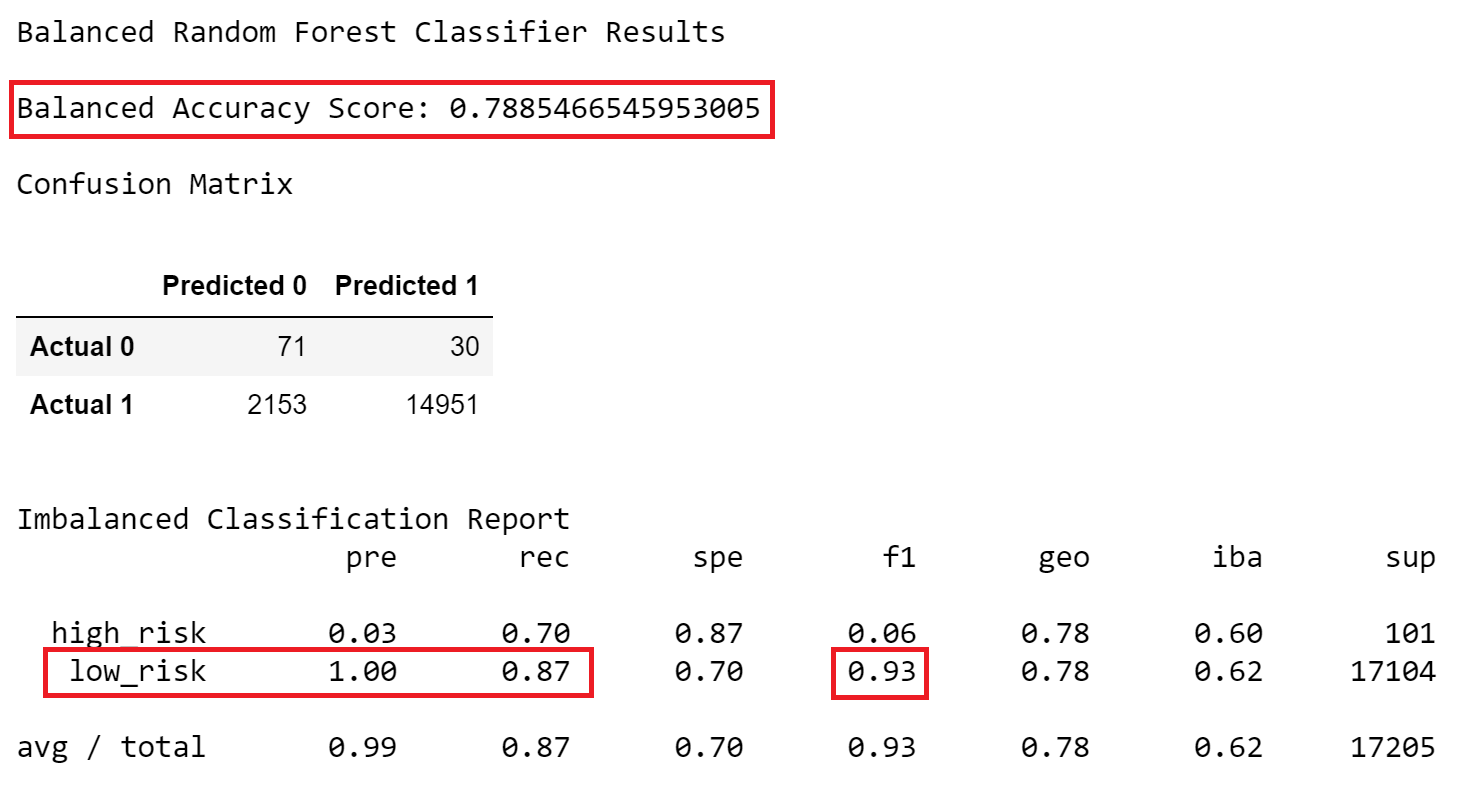 Balanced Random Forest Classifier Results
Balanced Accuracy Score: 0.7885466545953005
Confusion Matrix
Predicted 0 Predicted 1
Actual 0 71 30
Actual 1 2153 14951
Imbalanced Classification Report
pre rec spe f1 geo iba sup
high_risk 0.03 0.70 0.87 0.06 0.78 0.60 101
low_risk 1.00 0.87 0.70 0.93 0.78 0.62 17104
avg / total 0.99 0.87 0.70 0.93 0.78 0.62 17205